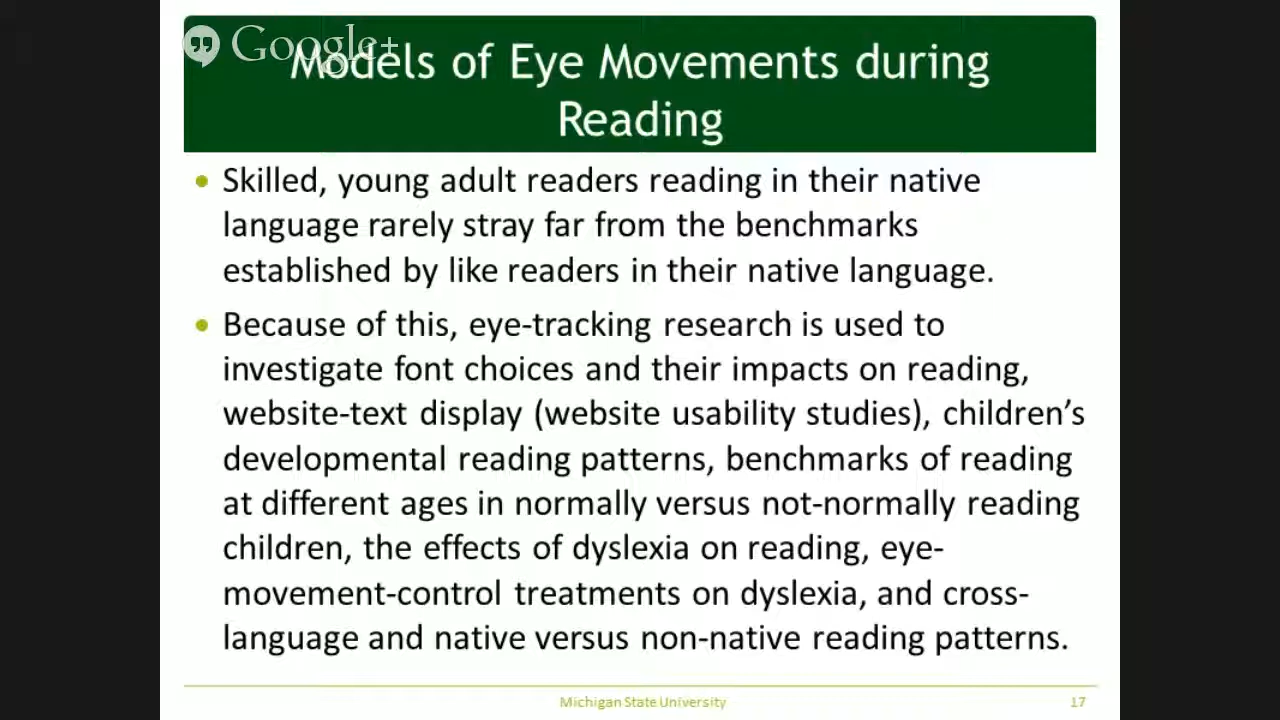 Google+
Models of Eye Movements during
Reading
Skilled, young adult readers reading in their native
language rarely stray far from the benchmarks
established by like readers in their native language.
Because of this, eye-tracking research is used to
investigate font choices and their impacts on reading,
website-text display (website usability studies), children’s
developmental reading patterns, benchmarks of reading
at different ages in normally versus not-normally reading
children, the effects of dyslexia on reading, eye-
movement-control treatments on dyslexia, and cross-
language and native versus non-native reading patterns.
Michigan State University
17